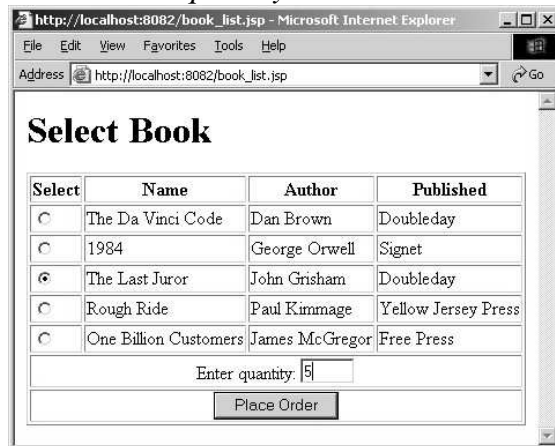 http://localhost:8082/book_list.jsp - Microsoft Internet Explorer
File Edit View Favorites Tools Help
Address http://localhost:8082/book_list.jsp Go
Select Book
Select Name Author Published
The Da Vinci Code Dan Brown Doubleday
1984 George Orwell Signet
The Last Juror John Grisham Doubleday
Rough Ride Paul Kimmage Yellow Jersey Press
One Billion Customers James McGregor Free Press
Enter quantity: 5
Place Order